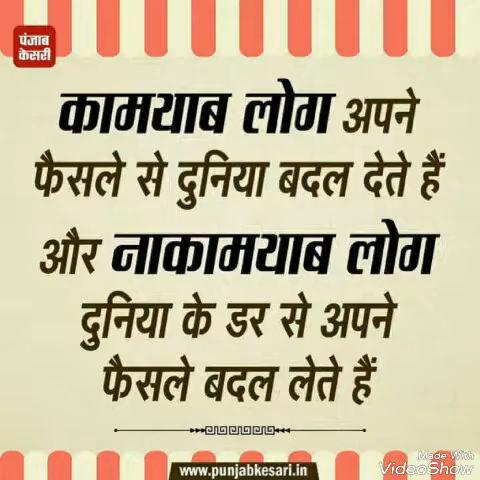 पंजाब
केसरी
कामयाब लोग अपने
फैसले से दुनिया बदल देते हैं
और नाकामयाब लोग
दुनिया के डर से अपने
फैसले बदल लेते हैं
www.punjabkesari.in
Made With
VideoShow